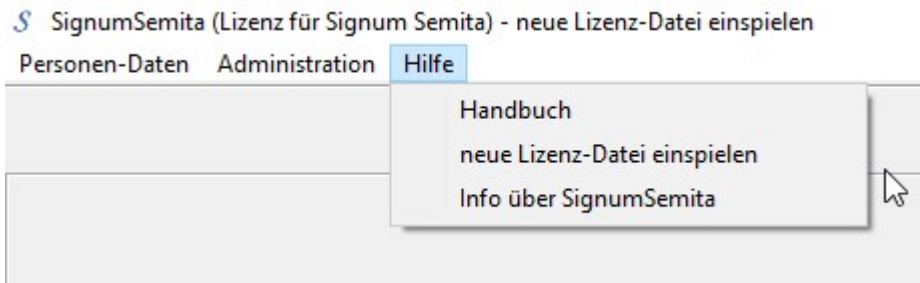 S SignumSemita (Lizenz für Signum Semita) - neue Lizenz-Datei einspielen
Personen-Daten Administration Hilfe
Handbuch
neue Lizenz-Datei einspielen
Info über SignumSemita